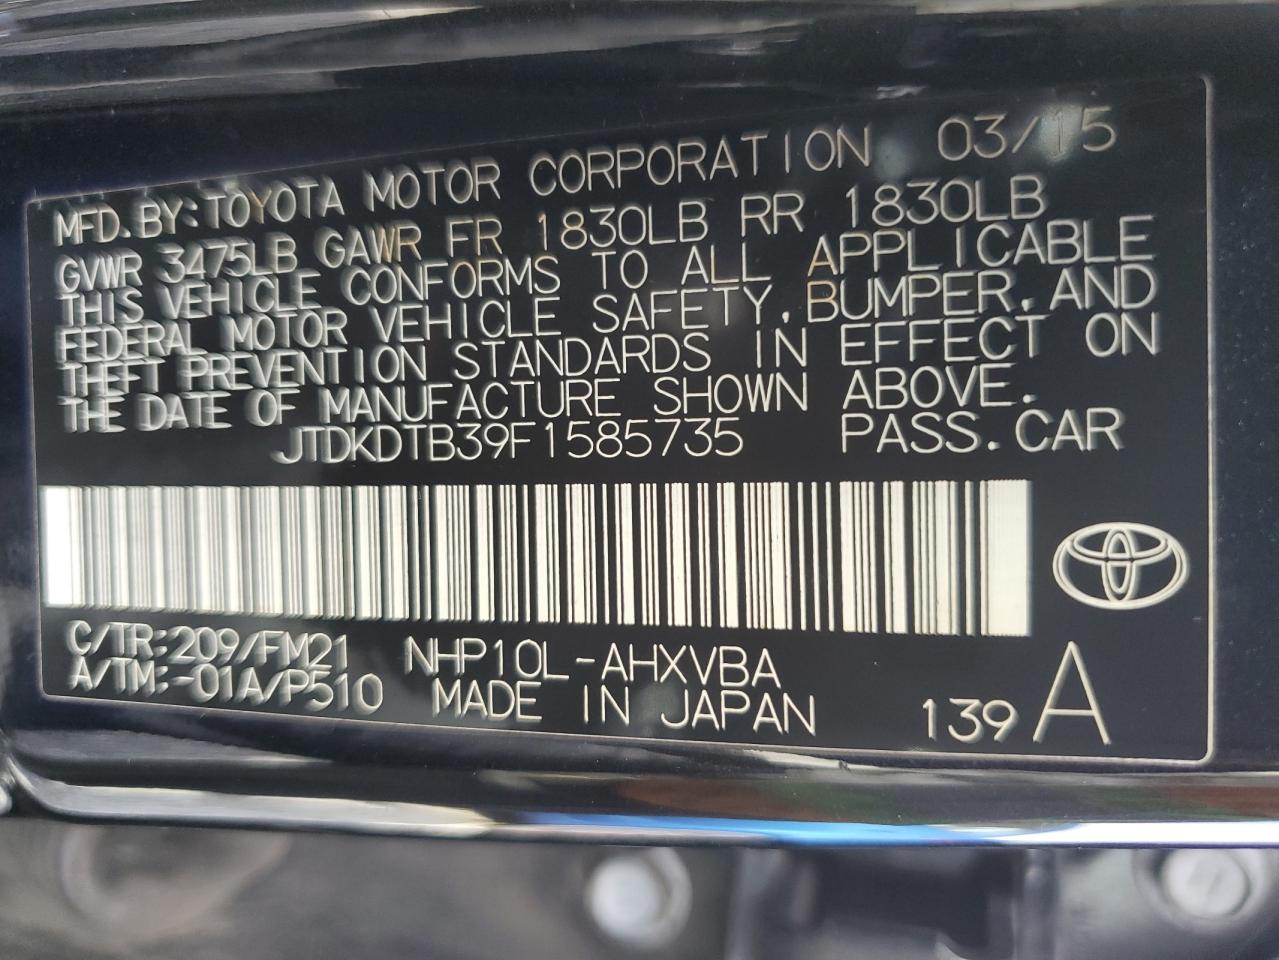 MFD.BY:TOYOTA MOTOR CORPORATION 03/15
GVWR 3475LB GAWR FR 1830LB RR 1830LB
THIS VEHICLE CONFORMS TO ALL APPLICABLE
FEDERAL MOTOR VEHICLE SAFETY,BUMPER,AND
THEFT PREVENTION STANDARDS IN EFFECT ON
THE DATE OF MANUFACTURE SHOWN ABOVE.
JTDKDTB39F1585735 PASS.CAR
C/TR:209/FM21 NHP10L-AHXVBA
A/TM:-01A/P510 MADE IN JAPAN 139 A